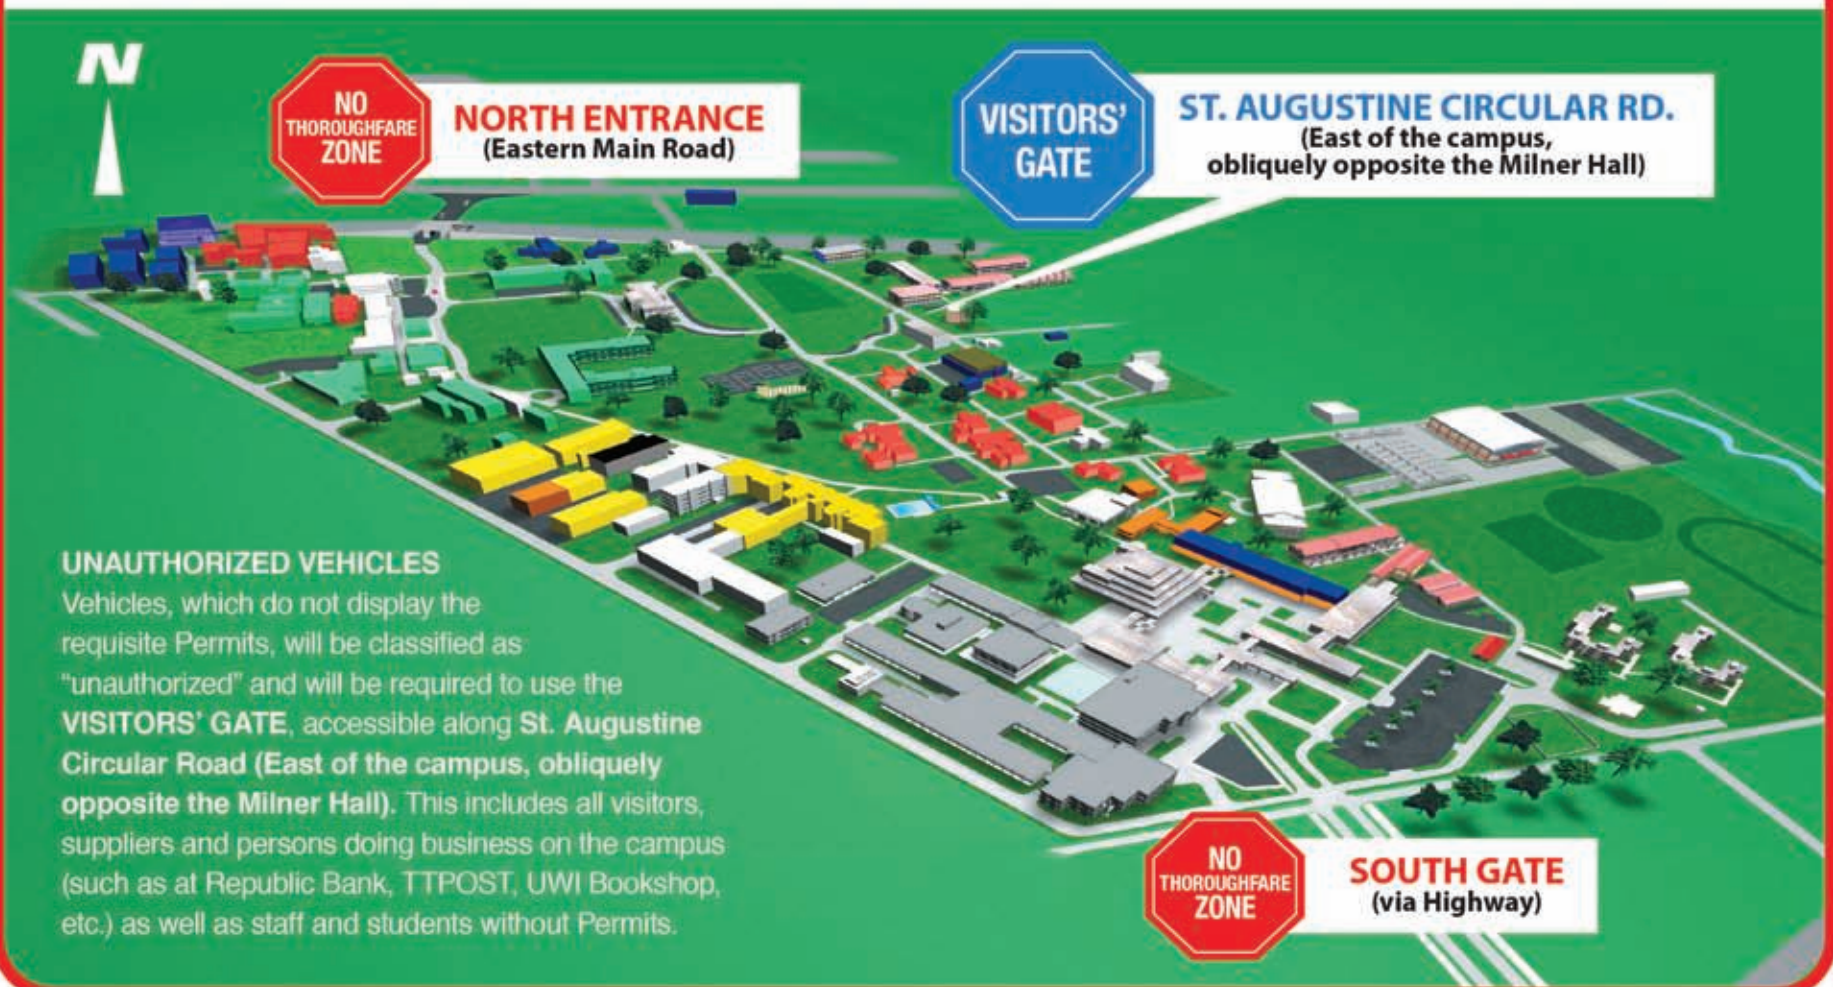 N
NO
THOROUGHFARE
ZONE
NORTH ENTRANCE
(Eastern Main Road)
VISITORS'
GATE
ST. AUGUSTINE CIRCULAR RD.
(East of the campus,
obliquely opposite the Milner Hall)
UNAUTHORIZED VEHICLES
Vehicles, which do not display the
requisite Permits, will be classified as
"unauthorized" and will be required to use the
VISITORS' GATE, accessible along St. Augustine
Circular Road (East of the campus, obliquely
opposite the Milner Hall). This includes all visitors,
suppliers and persons doing business on the campus
(such as at Republic Bank, TTPOST, UWI Bookshop,
etc.) as well as staff and students without Permits.
NO
THOROUGHFARE
ZONE
SOUTH GATE
(via Highway)